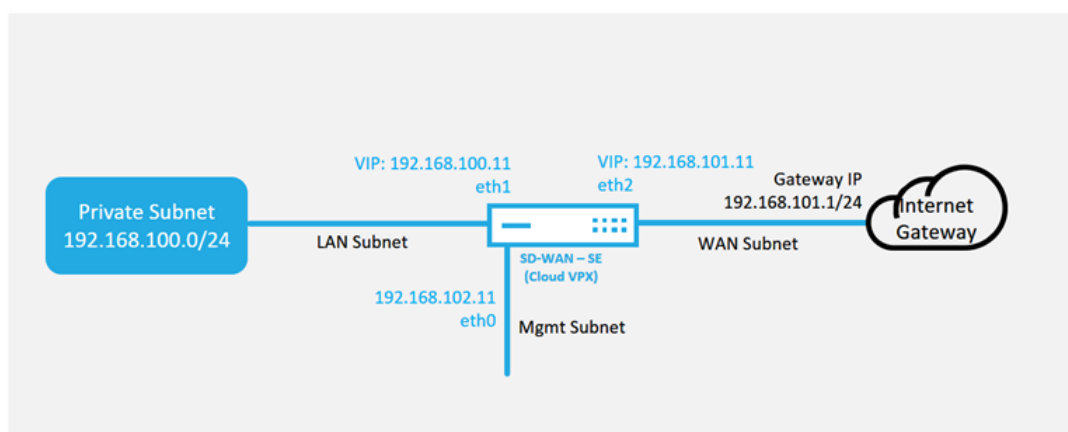 VIP: 192.168.100.11
eth1
VIP: 192.168.101.11
eth2
Gateway IP
192.168.101.1/24
Private Subnet
192.168.100.0/24
LAN Subnet
Internet
Gateway
WAN Subnet
SD-WAN – SE
(Cloud VPX)
192.168.102.11
eth0
Mgmt Subnet